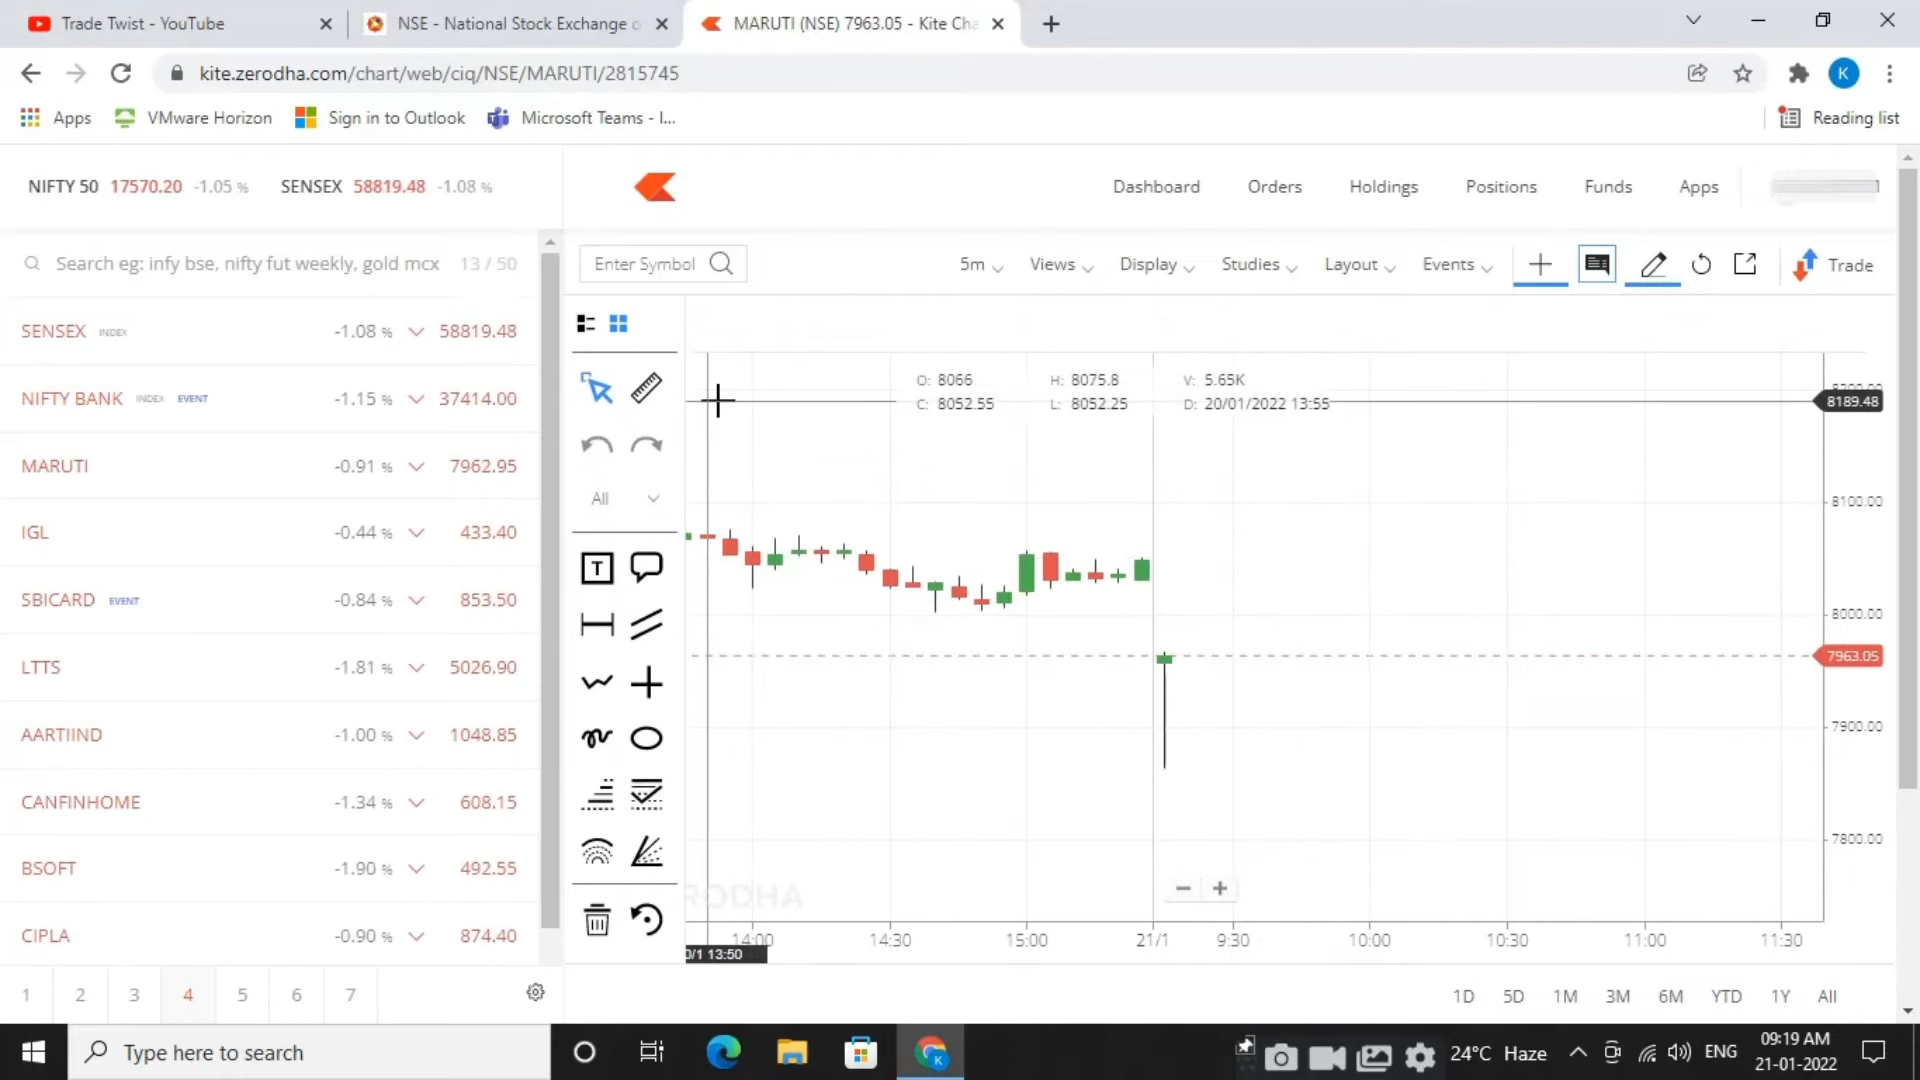 Trade Twist - YouTube
NSE - National Stock Exchange o
MARUTI (NSE) 7963.05 - Kite Cha
kite.zerodha.com/chart/web/ciq/NSE/MARUTI/2815745
K
Apps
VMware Horizon
Sign in to Outlook
Microsoft Teams - I...
Reading list
NIFTY 50 17570.20 -1.05 %
SENSEX 58819.48 -1.08 %
Dashboard
Orders
Holdings
Positions
Funds
Apps
Search eg: infy bse, nifty fut weekly, gold mcx 13 / 50
Enter Symbol
5m
Views
Display
Studies
Layout
Events
Trade
SENSEX INDEX -1.08 % 58819.48
NIFTY BANK INDEX EVENT -1.15 % 37414.00
MARUTI -0.91 % 7962.95
IGL -0.44 % 433.40
SBICARD EVENT -0.84 % 853.50
LTTS -1.81 % 5026.90
AARTIIND -1.00 % 1048.85
CANFINHOME -1.34 % 608.15
BSOFT -1.90 % 492.55
CIPLA -0.90 % 874.40
1 2 3 4 5 6 7
All
T
O: 8066 H: 8075.8 V: 5.65K
C: 8052.55 L: 8052.25 D: 20/01/2022 13:55
8189.48
8100.00
8000.00
7963.05
7900.00
7800.00
RODHA
14:00 14:30 15:00 21/1 9:30 10:00 10:30 11:00 11:30
0/1 13:50
1D 5D 1M 3M 6M YTD 1Y All
Type here to search
24°C Haze
ENG
09:19 AM
21-01-2022